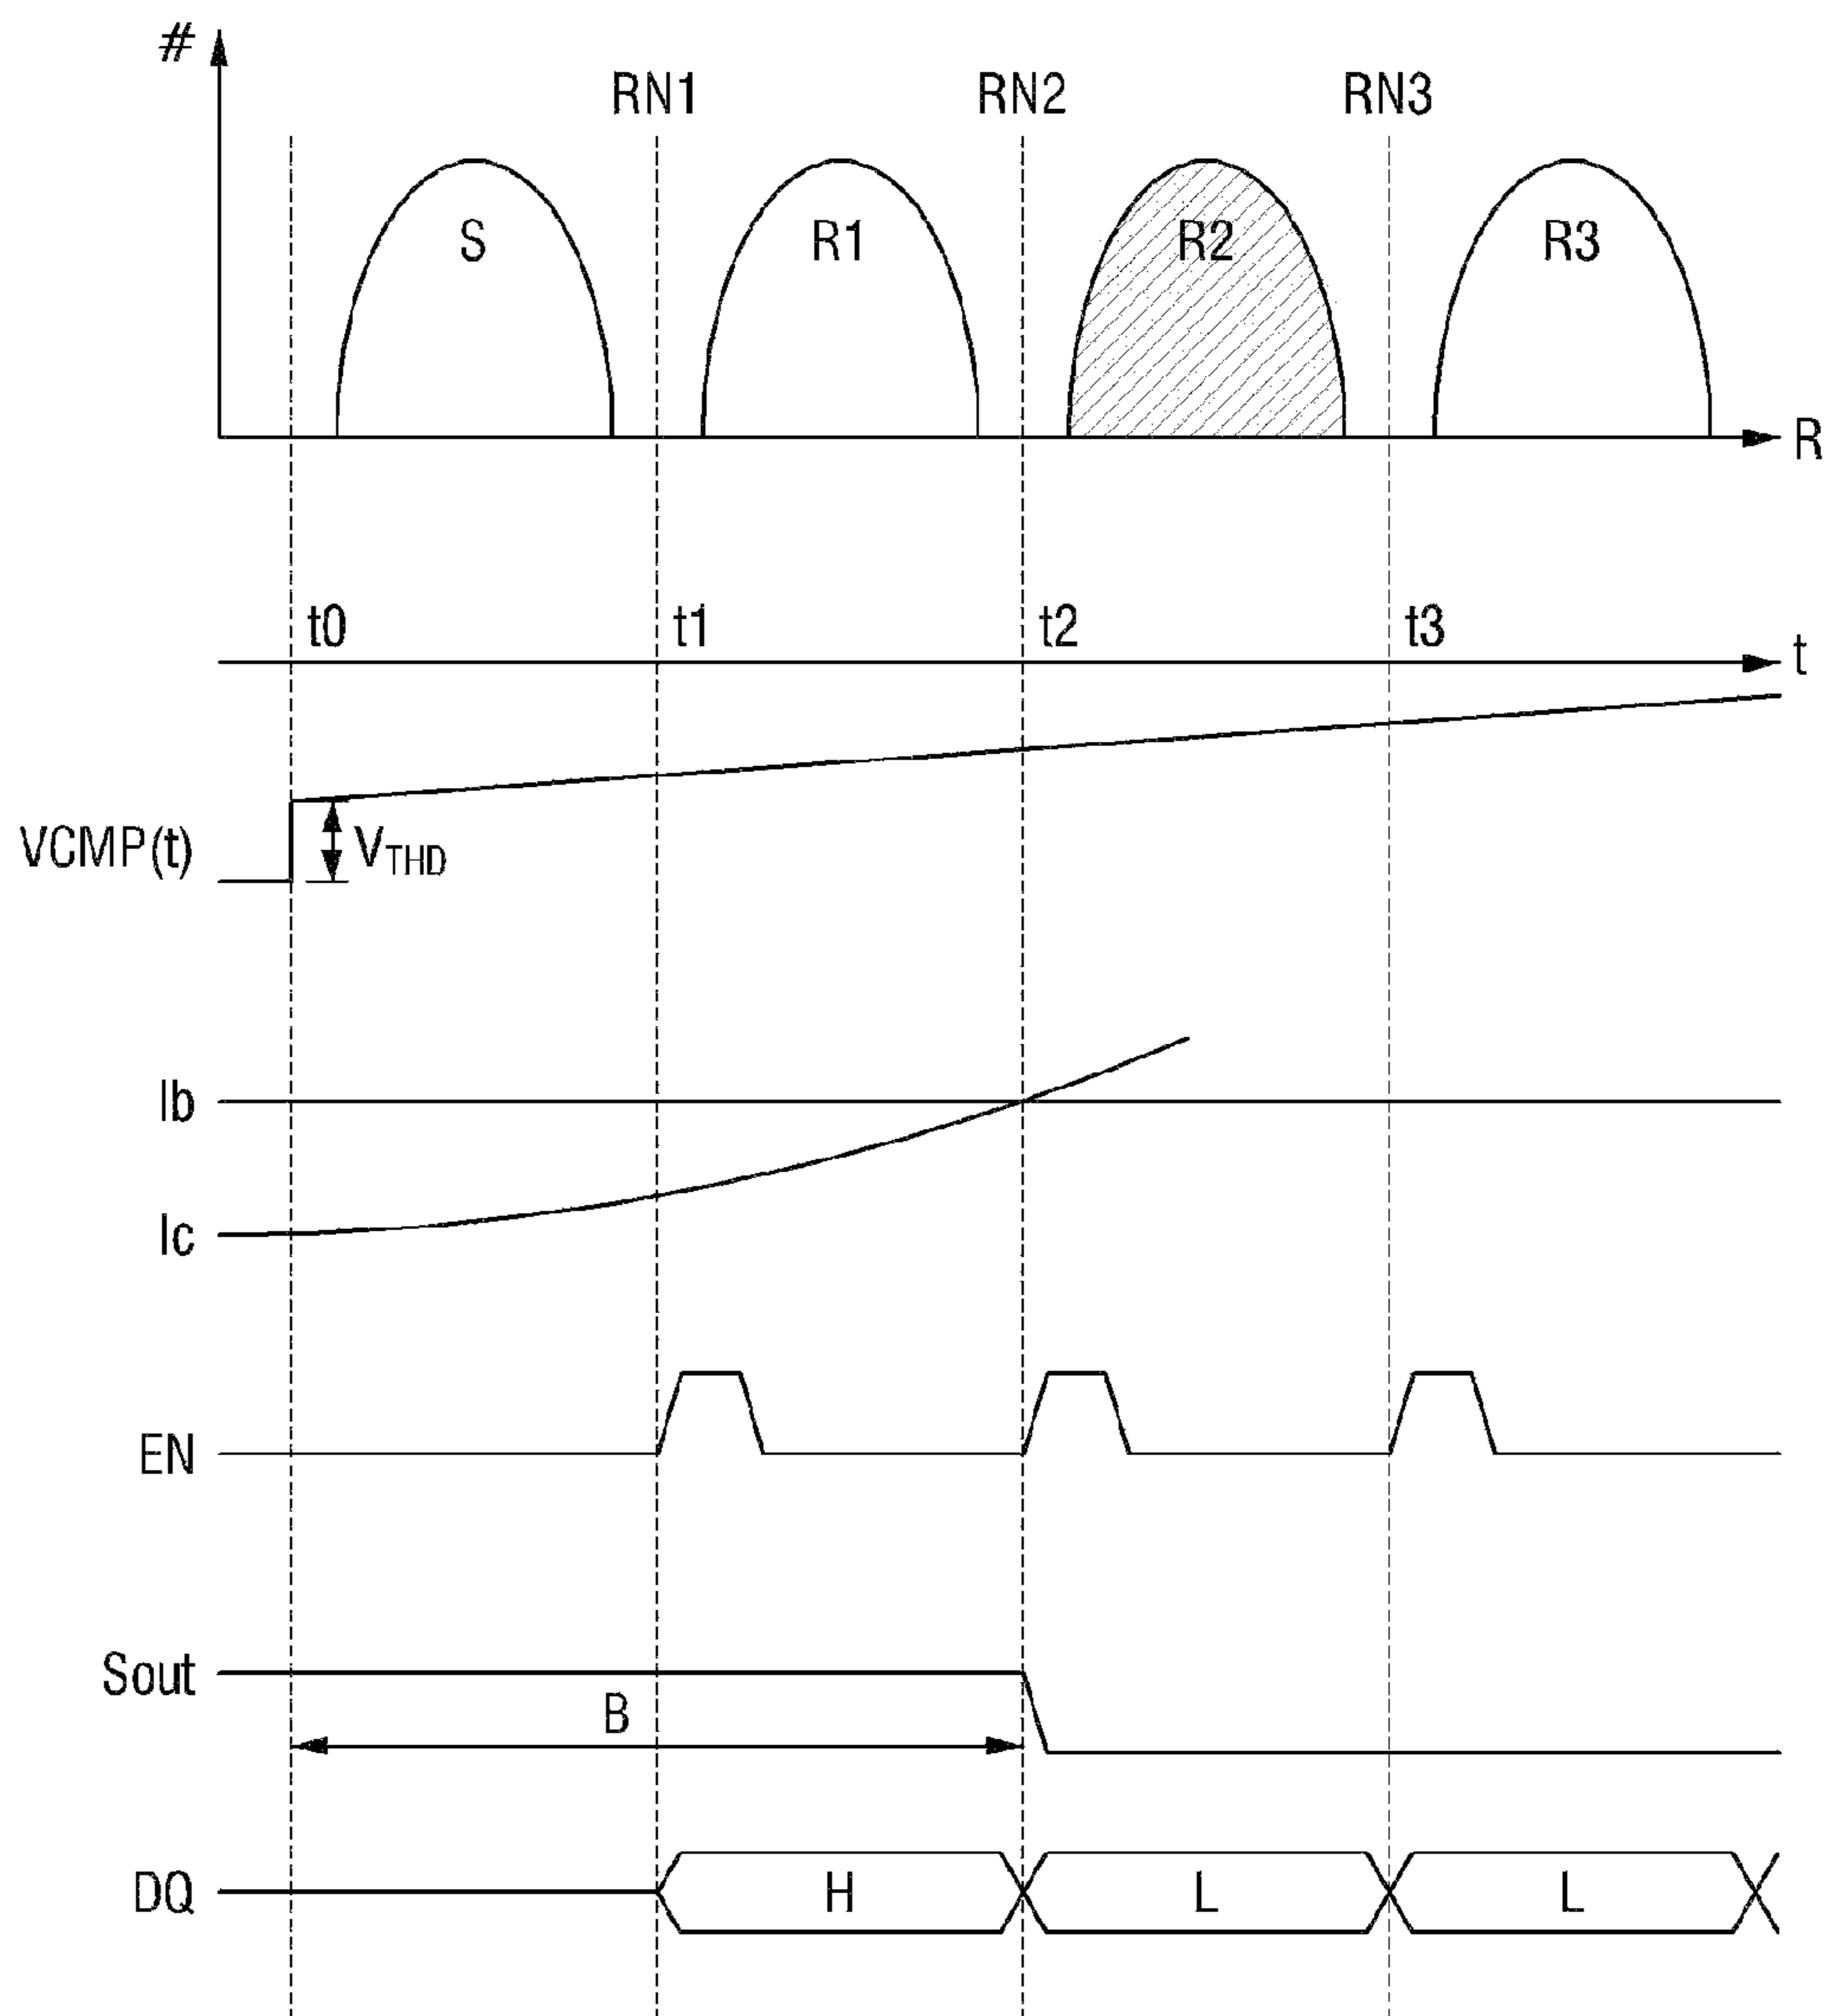 #
RN1 RN2 RN3
S R1 R2 R3
R
t0 t1 t2 t3
t
VCMP(t) VTHD
Ib
Ic
EN
Sout
B
DQ H L L